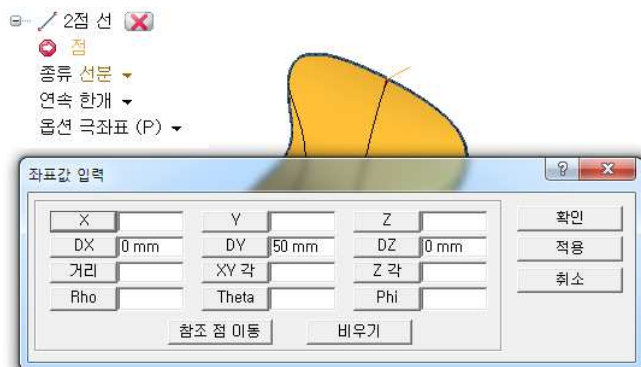 2점 선
점
종류 선분
연속 한개
옵션 극좌표 (P)
좌표값 입력
X Y Z 확인
DX 0 mm DY 50 mm DZ 0 mm 적용
거리 XY 각 Z 각 취소
Rho Theta Phi
참조 점 이동 비우기